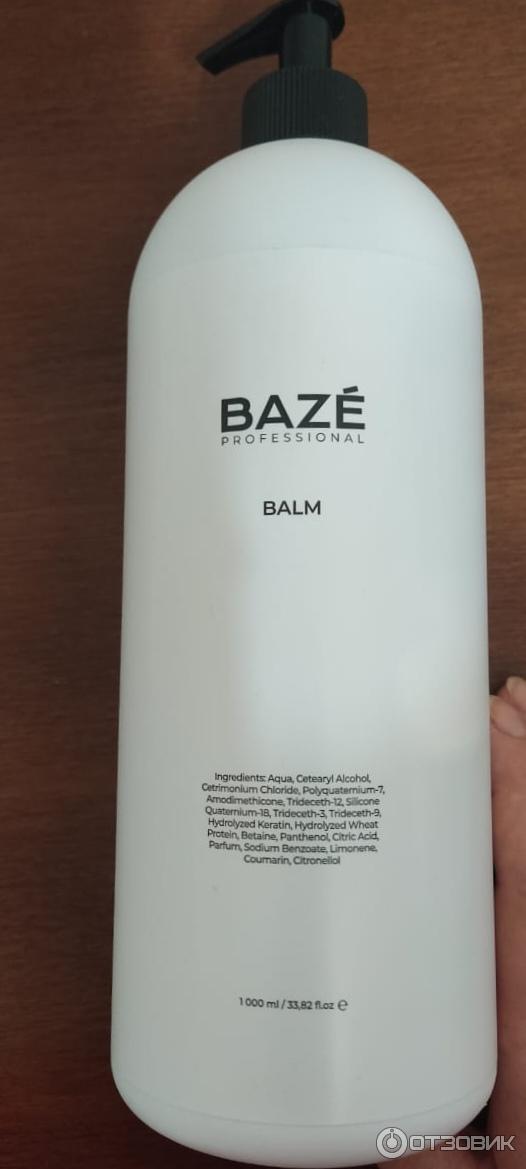 BAZÉ
PROFESSIONAL
BALM
Ingredients: Aqua, Cetearyl Alcohol,
Cetrimonium Chloride, Polyquaternium-7,
Amodimethicone, Trideceth-12, Silicone
Quaternium-18, Trideceth-3, Trideceth-9,
Hydrolyzed Keratin, Hydrolyzed Wheat
Protein, Betaine, Panthenol, Citric Acid,
Parfum, Sodium Benzoate, Limonene,
Coumarin, Citronellol
1 000 ml / 33,82 fl.oz ℮
ОТЗОВИК